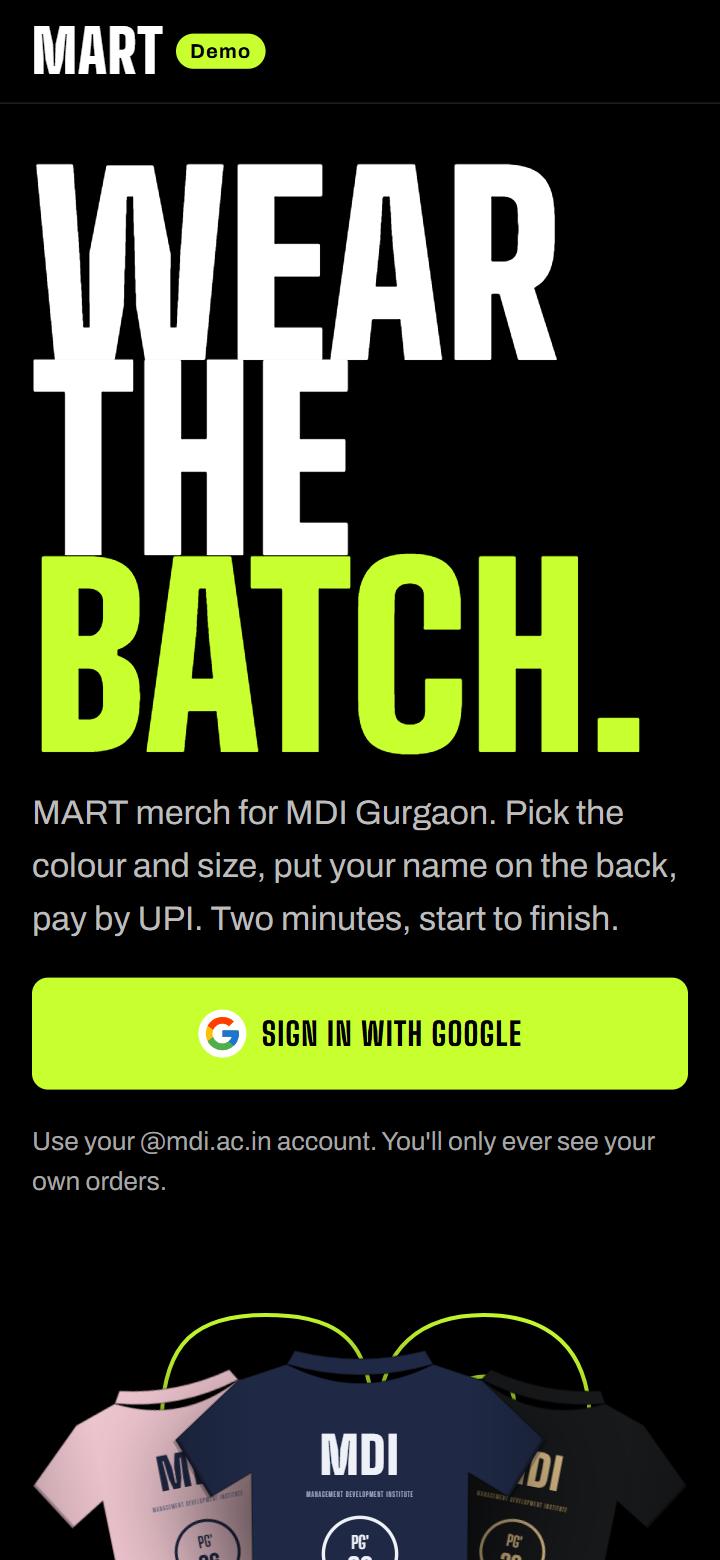 MART Demo
WEAR
THE
BATCH.
MART merch for MDI Gurgaon. Pick the
colour and size, put your name on the back,
pay by UPI. Two minutes, start to finish.
SIGN IN WITH GOOGLE
Use your @mdi.ac.in account. You'll only ever see your
own orders.
MDI
MANAGEMENT DEVELOPMENT INSTITUTE
PG'
PG'
PG'